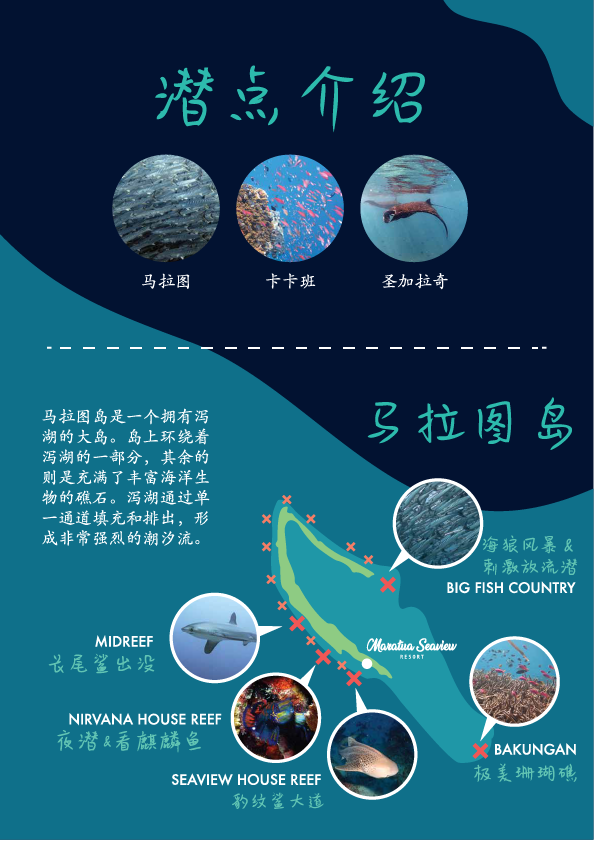 潜点介绍
马拉图
卡卡班
圣加拉奇
马拉图岛
马拉图岛是一个拥有泻
湖的大岛。岛上环绕着
泻湖的一部分，其余的
则是充满了丰富海洋生
物的礁石。泻湖通过单
一通道填充和排出，形
成非常强烈的潮汐流。
海狼风暴&
刺激放流潜
BIG FISH COUNTRY
MIDREEF
长尾鲨出没
Maratua Seaview
RESORT
NIRVANA HOUSE REEF
夜潜&看麒麟鱼
BAKUNGAN
极美珊瑚礁
SEAVIEW HOUSE REEF
豹纹鲨大道